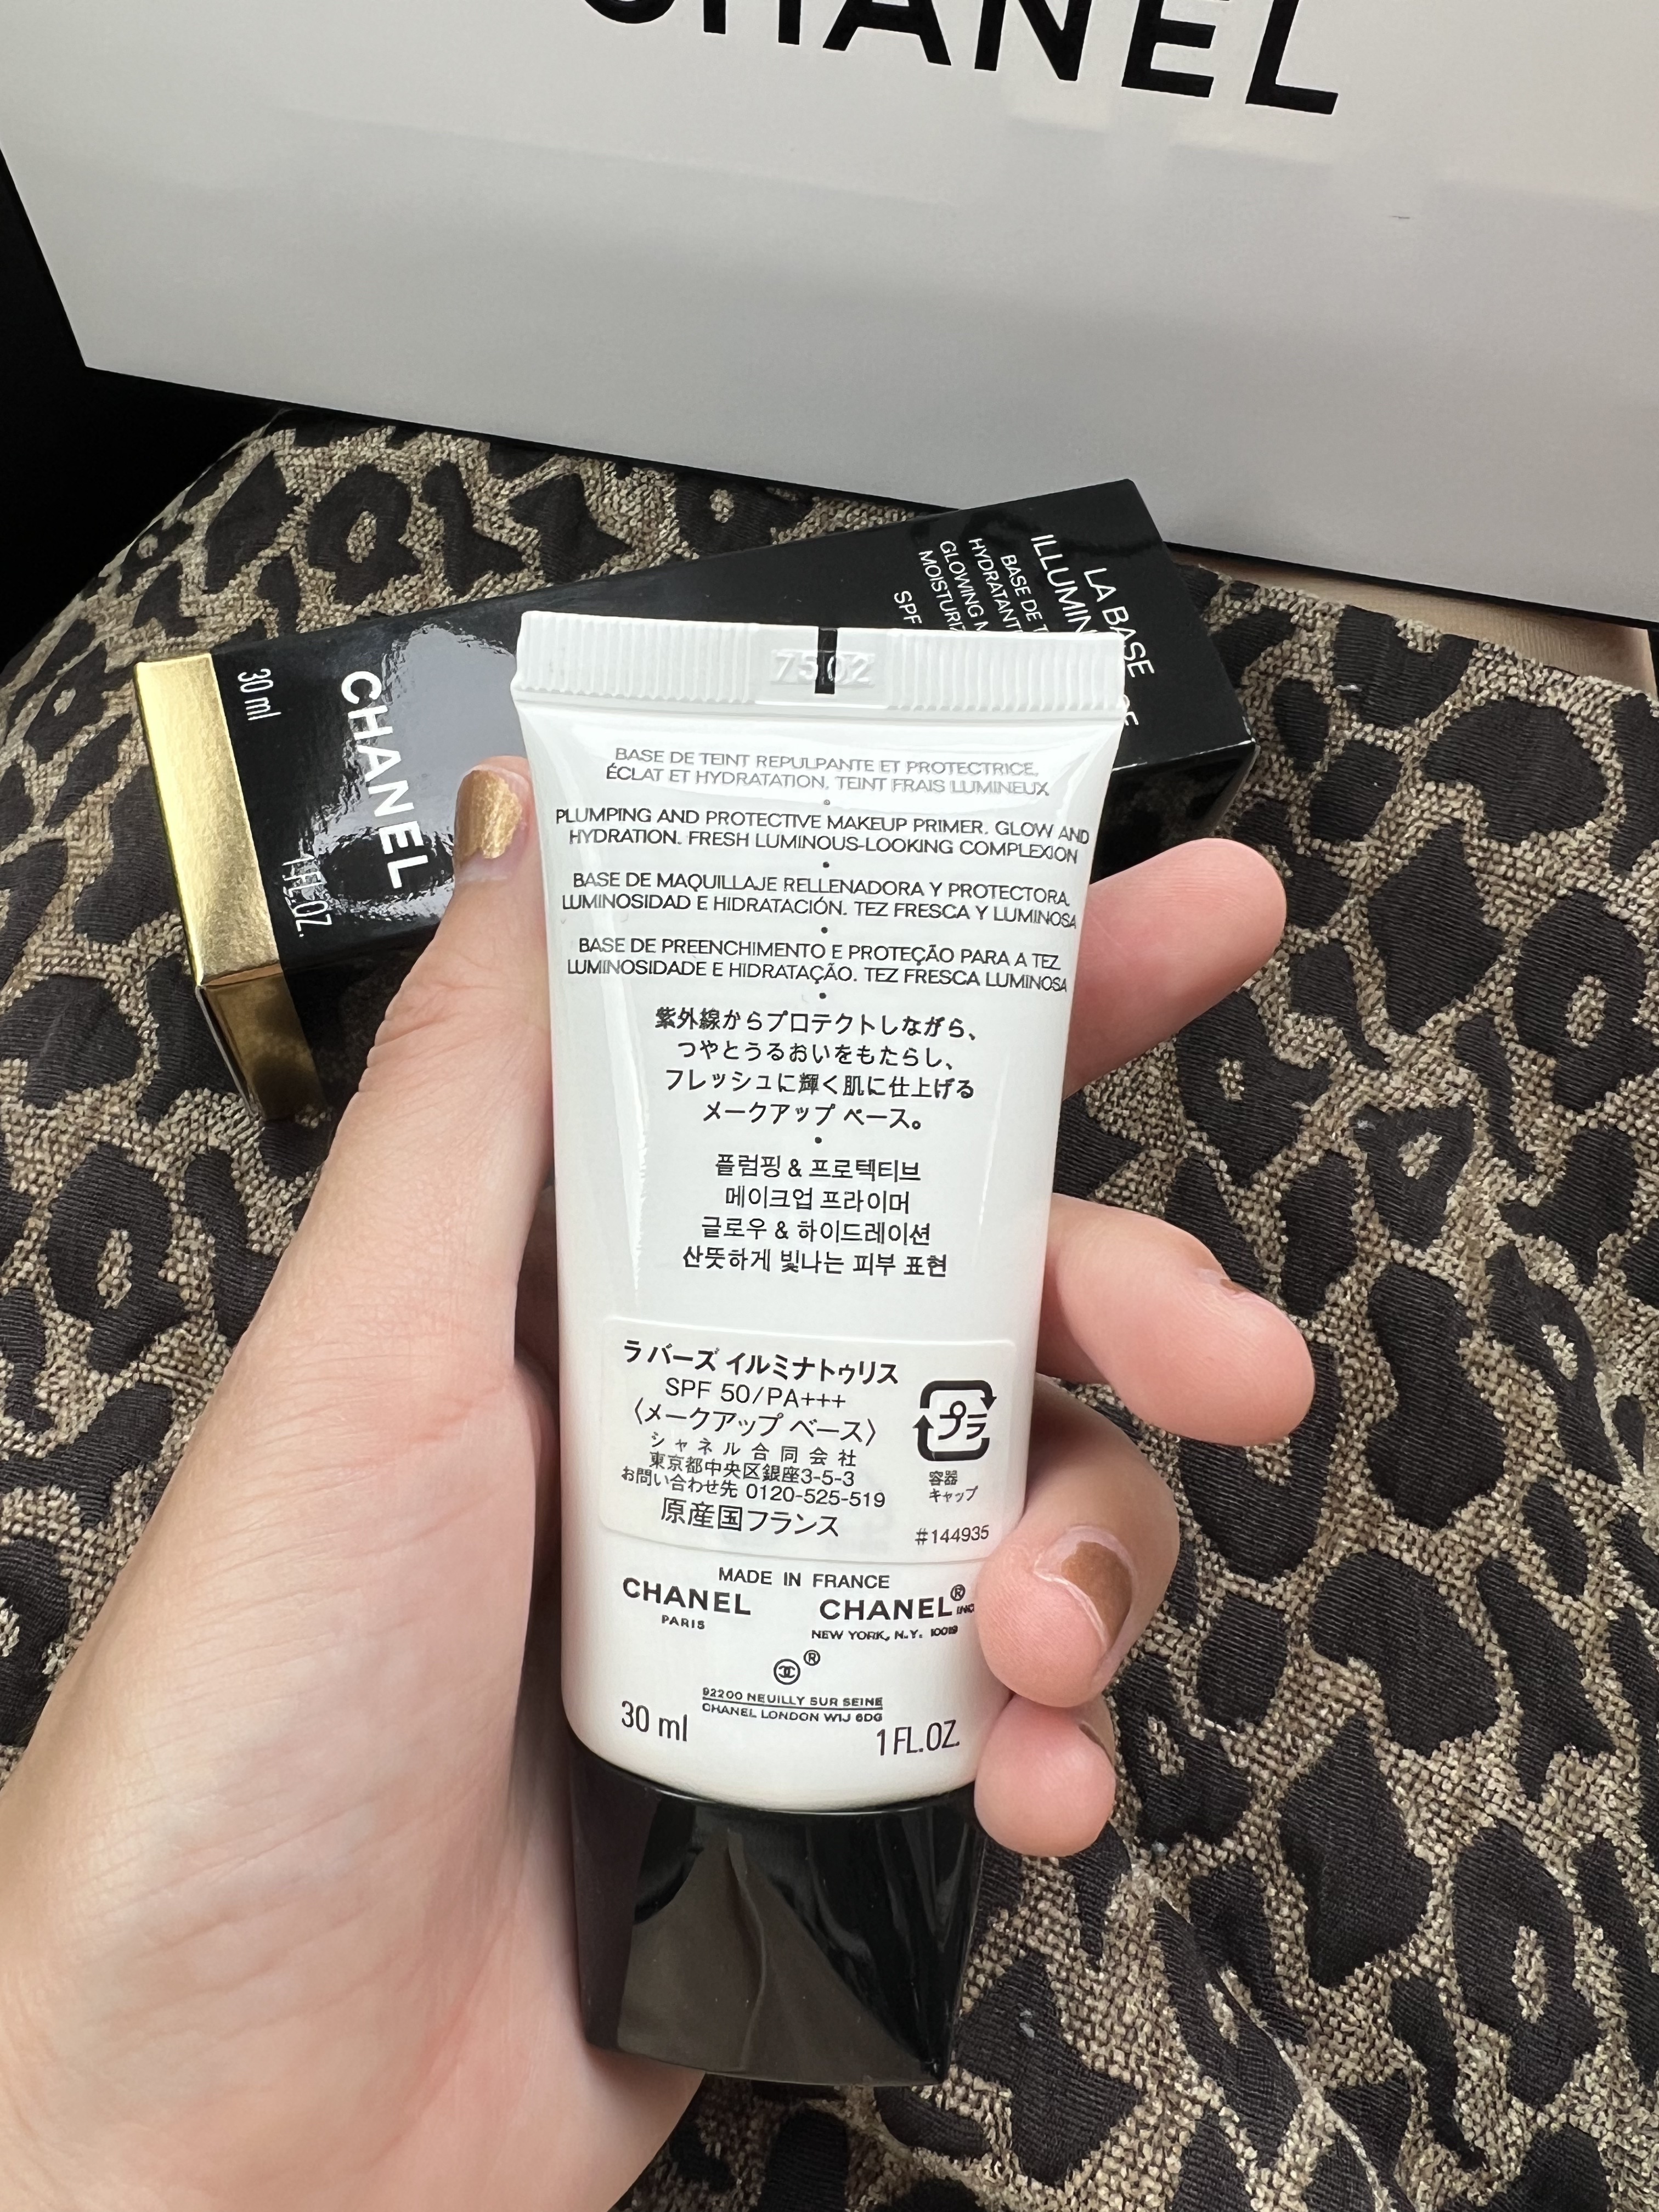 CHANEL
LA BASE
ILLUMIN
BASE DE T
HYDRATANT
GLOWING M
MOISTURI
SPF
CHANEL
30 ml
1 FL.OZ.
7502
BASE DE TEINT REPULPANTE ET PROTECTRICE,
ÉCLAT ET HYDRATATION, TEINT FRAIS LUMINEUX
•
PLUMPING AND PROTECTIVE MAKEUP PRIMER. GLOW AND
HYDRATION. FRESH LUMINOUS-LOOKING COMPLEXION
•
BASE DE MAQUILLAJE RELLENADORA Y PROTECTORA.
LUMINOSIDAD E HIDRATACIÓN. TEZ FRESCA Y LUMINOSA
•
BASE DE PREENCHIMENTO E PROTEÇÃO PARA A TEZ.
LUMINOSIDADE E HIDRATAÇÃO. TEZ FRESCA LUMINOSA
•
紫外線からプロテクトしながら、
つやとうるおいをもたらし、
フレッシュに輝く肌に仕上げる
メークアップ ベース。
•
플럼핑 & 프로텍티브
메이크업 프라이머
글로우 & 하이드레이션
산뜻하게 빛나는 피부 표현
ラ バーズ イルミナトゥリス
SPF 50/PA+++
〈メークアップ ベース〉
シャネル合同会社
東京都中央区銀座3-5-3
お問い合わせ先 0120-525-519
原産国フランス
プラ
容器
キャップ
#144935
MADE IN FRANCE
CHANEL
PARIS
CHANEL® INC
NEW YORK, N.Y. 10019
®
92200 NEUILLY SUR SEINE
CHANEL LONDON W1J 6DG
30 ml
1 FL.OZ.